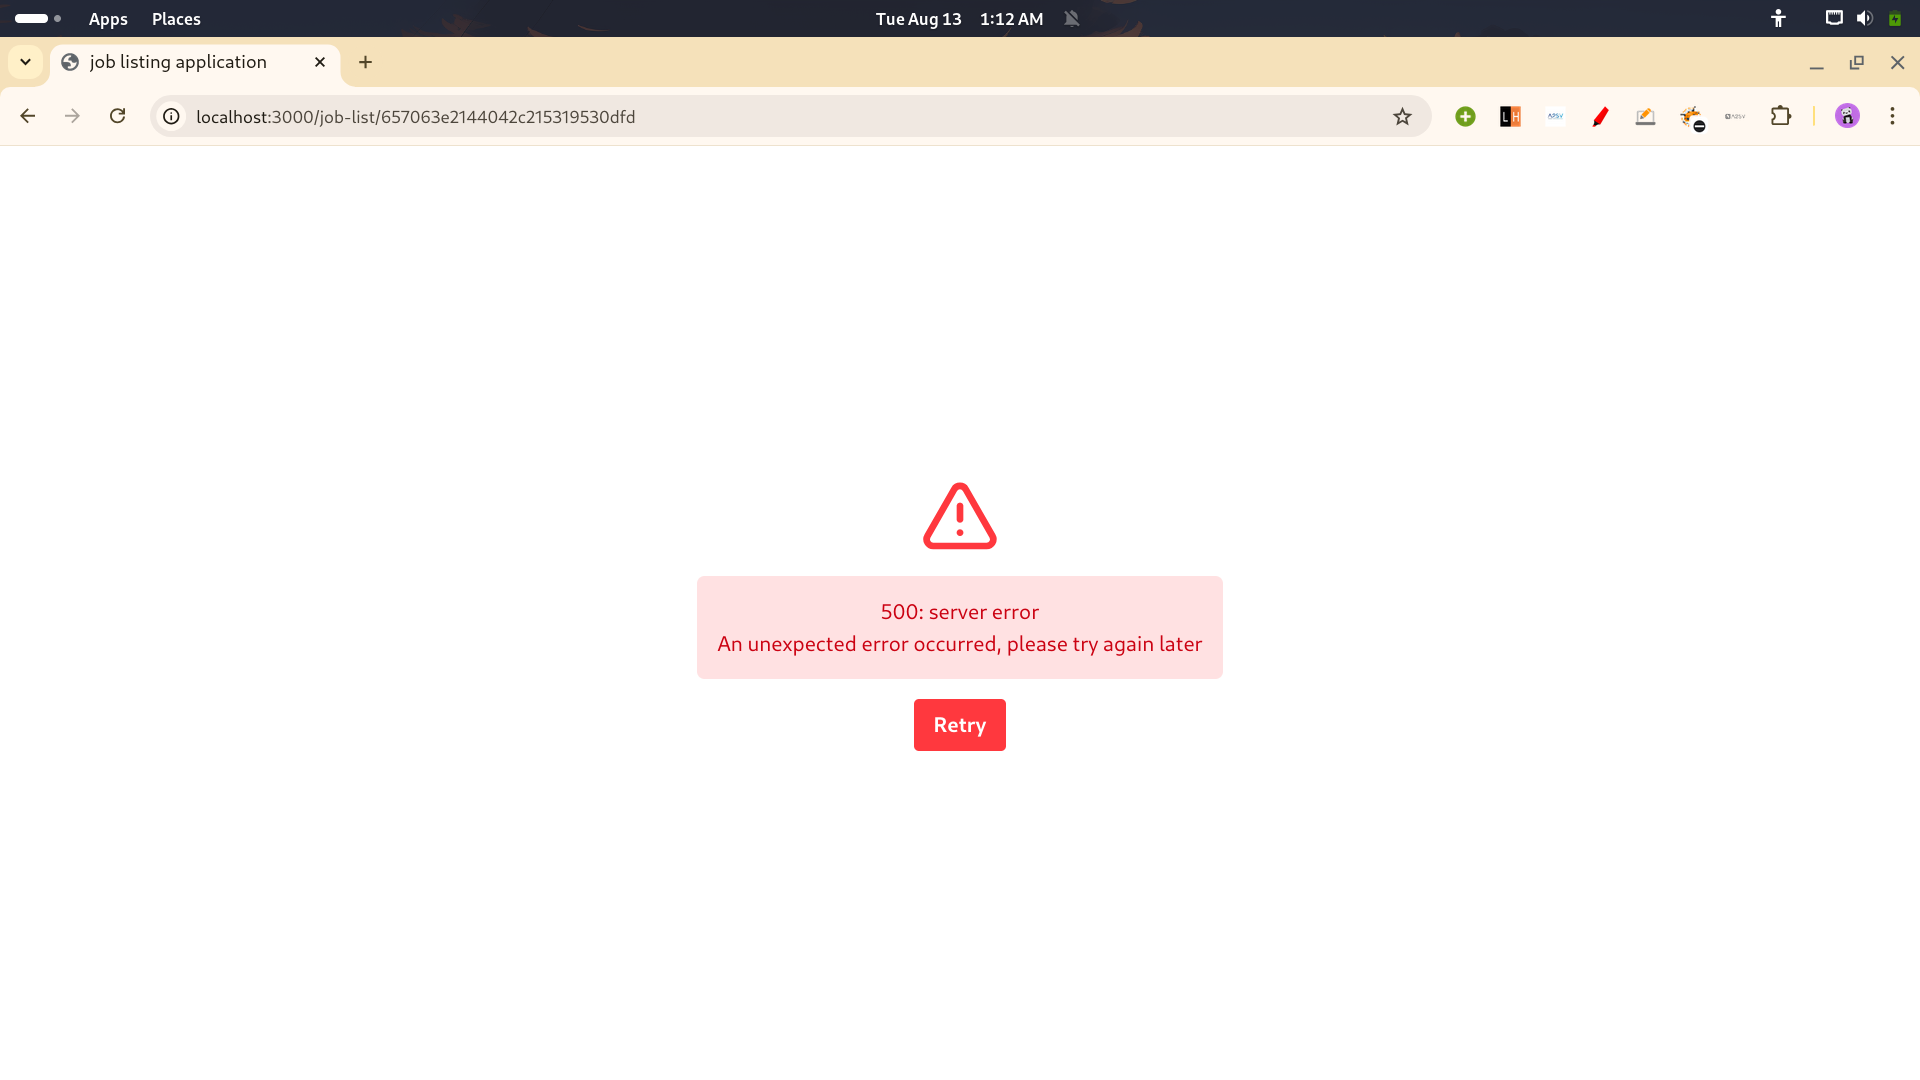 Apps Places Tue Aug 13 1:12 AM
job listing application
localhost:3000/job-list/657063e2144042c215319530dfd
LH
500: server error
An unexpected error occurred, please try again later
Retry